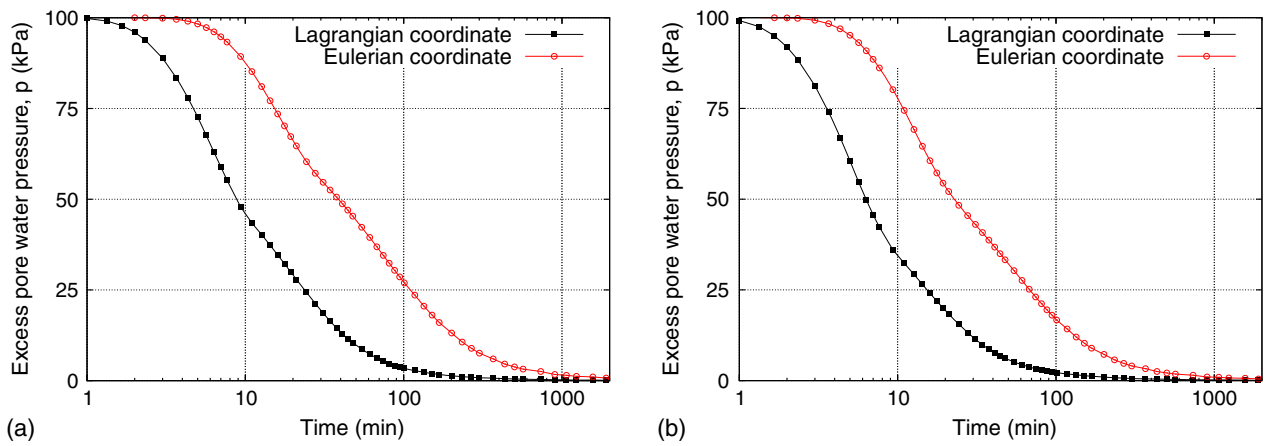 100
75
50
25
0
Excess pore water pressure, p (kPa)
Lagrangian coordinate
Eulerian coordinate
1
10
100
1000
Time (min)
(a)
100
75
50
25
0
Excess pore water pressure, p (kPa)
Lagrangian coordinate
Eulerian coordinate
1
10
100
1000
Time (min)
(b)